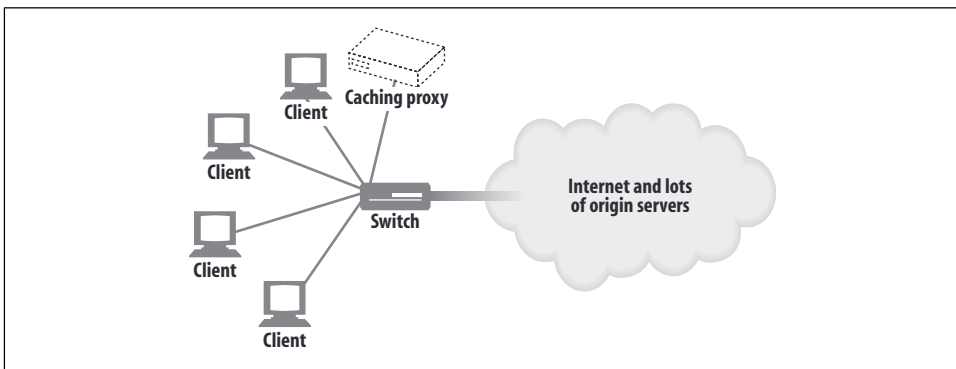 Caching proxy
Client
Client
Client
Client
Switch
Internet and lots
of origin servers